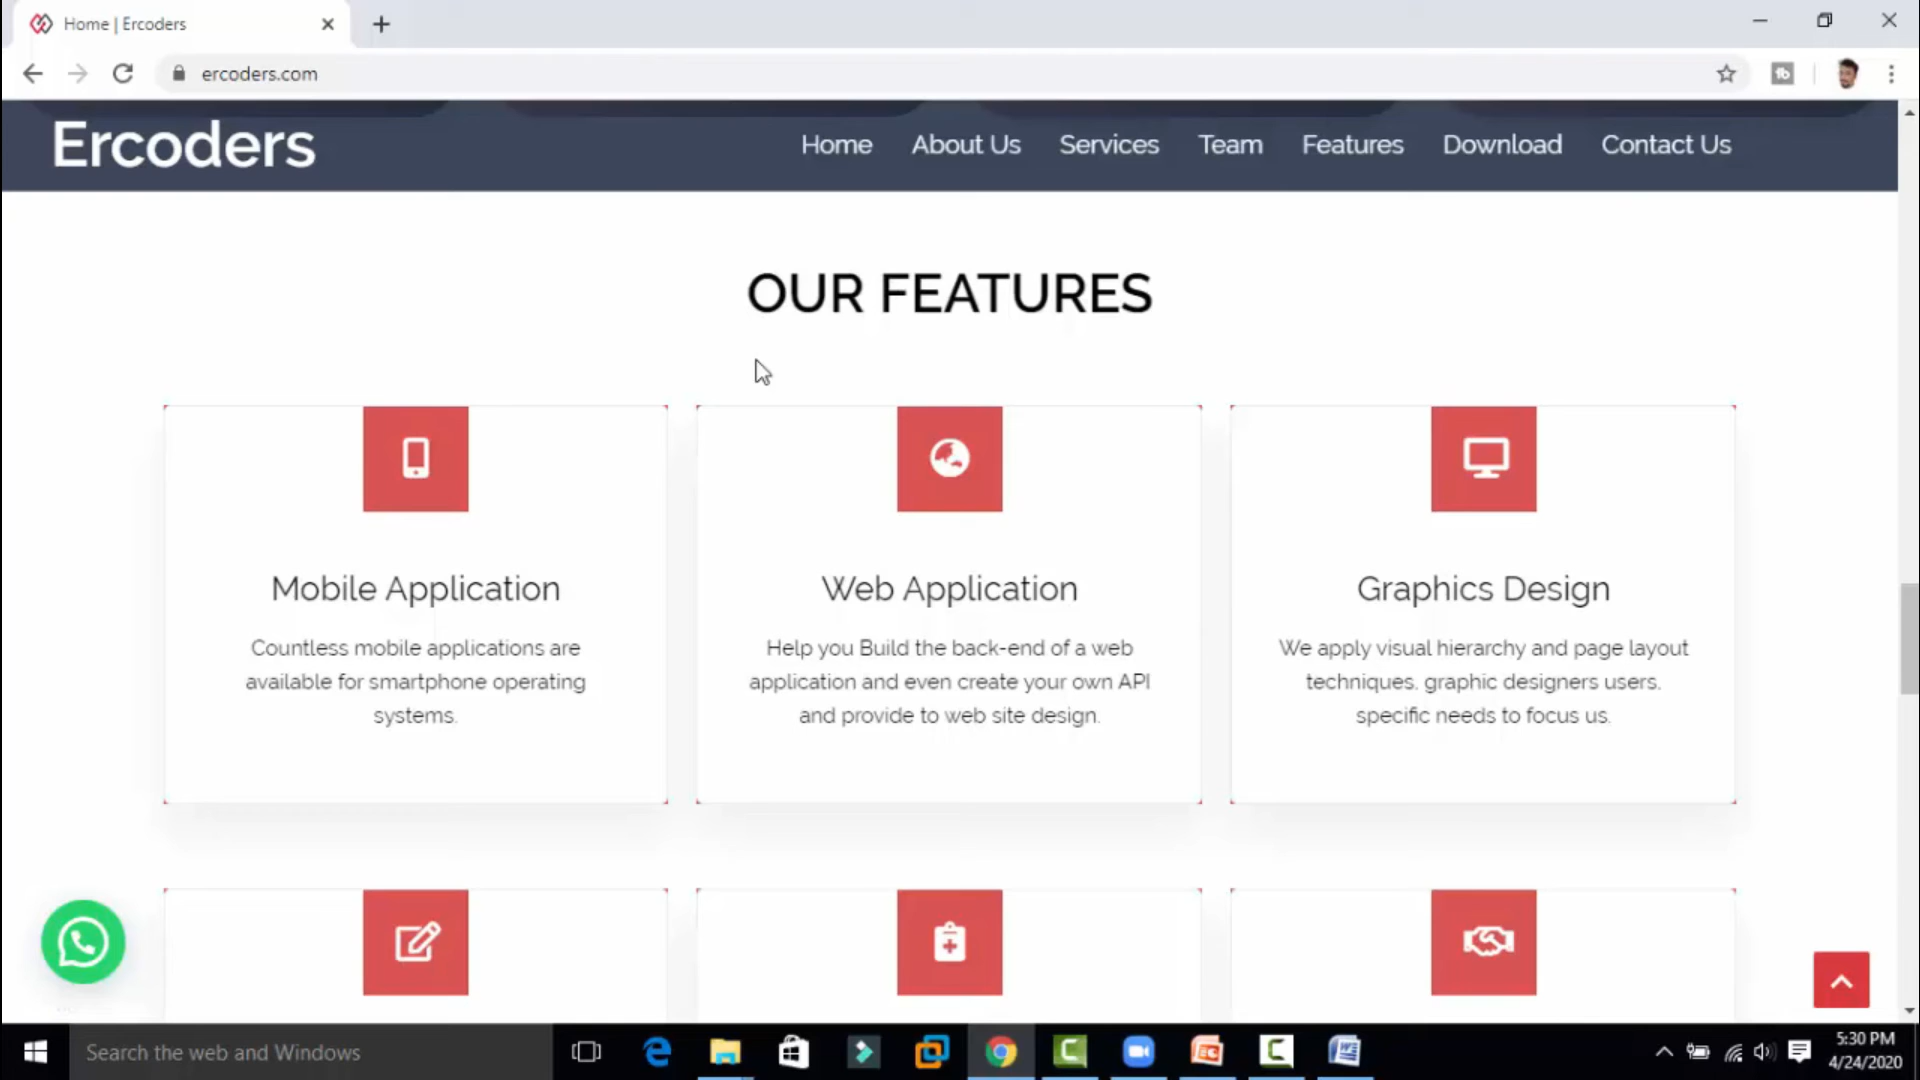 Home | Ercoders
ercoders.com
Ercoders
Home About Us Services Team Features Download Contact Us
OUR FEATURES
Mobile Application
Countless mobile applications are
available for smartphone operating
systems.
Web Application
Help you Build the back-end of a web
application and even create your own API
and provide to web site design.
Graphics Design
We apply visual hierarchy and page layout
techniques, graphic designers users,
specific needs to focus us.
Search the web and Windows
5:30 PM
4/24/2020